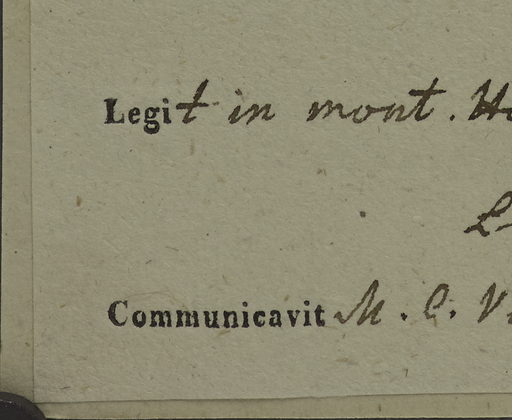 Legit in mont.
Communicavit M. C.